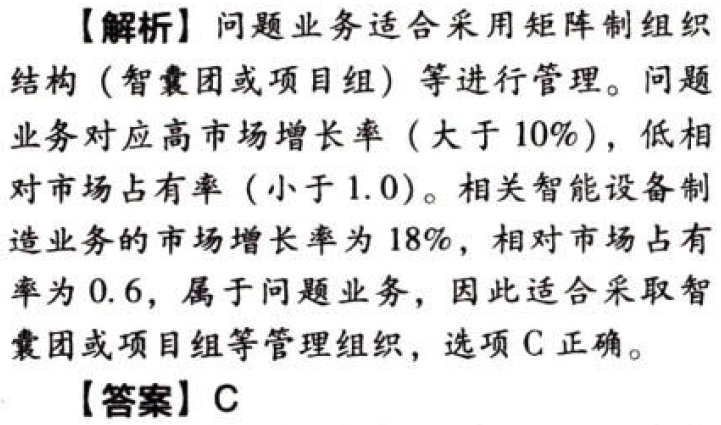 【解析】问题业务适合采用矩阵制组织
结构（智囊团或项目组）等进行管理。问题
业务对应高市场增长率（大于10%），低相
对市场占有率（小于1.0）。相关智能设备制
造业务的市场增长率为18%，相对市场占有
率为0.6，属于问题业务，因此适合采取智
囊团或项目组等管理组织，选项C正确。
【答案】C